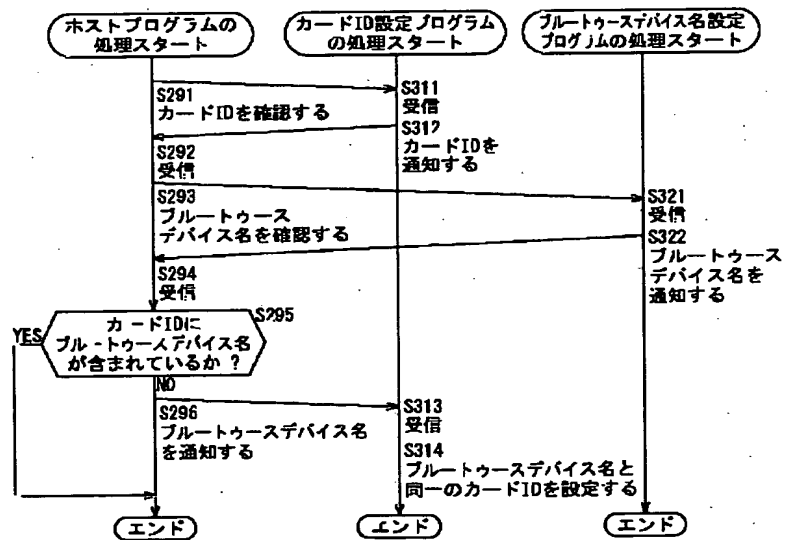 ホストプログラムの
処理スタート
カードID設定プログラム
の処理スタート
ブルートゥースデバイス名設定
プログラムの処理スタート
S291
カードIDを確認する
S311
受信
S312
カードIDを
通知する
S292
受信
S293
ブルートゥース
デバイス名を確認する
S321
受信
S322
ブルートゥース
デバイス名を
通知する
S294
受信
S295
カードIDに
ブルートゥースデバイス名
が含まれているか？
YES
NO
S296
ブルートゥースデバイス名
を通知する
S313
受信
S314
ブルートゥースデバイス名と
同一のカードIDを設定する
エンド
エンド
エンド